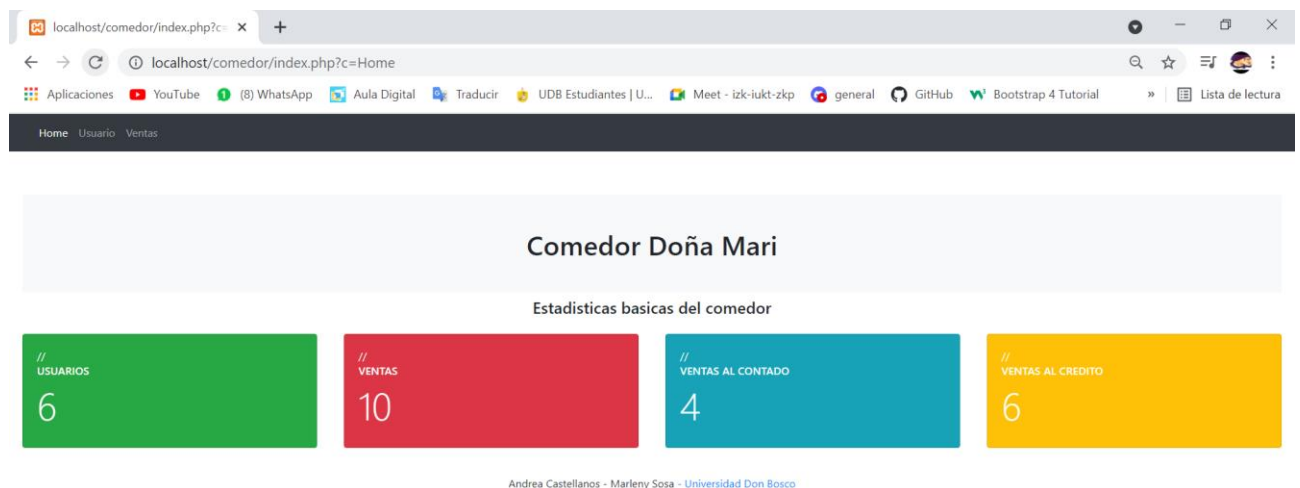 localhost/comedor/index.php?c=
localhost/comedor/index.php?c=Home
Aplicaciones YouTube (8) WhatsApp Aula Digital Traducir UDB Estudiantes | U... Meet - izk-iukt-zkp general GitHub Bootstrap 4 Tutorial » Lista de lectura
Home Usuario Ventas
Comedor Doña Mari
Estadisticas basicas del comedor
// // // //
USUARIOS VENTAS VENTAS AL CONTADO VENTAS AL CREDITO
6 10 4 6
Andrea Castellanos - Marleny Sosa - Universidad Don Bosco